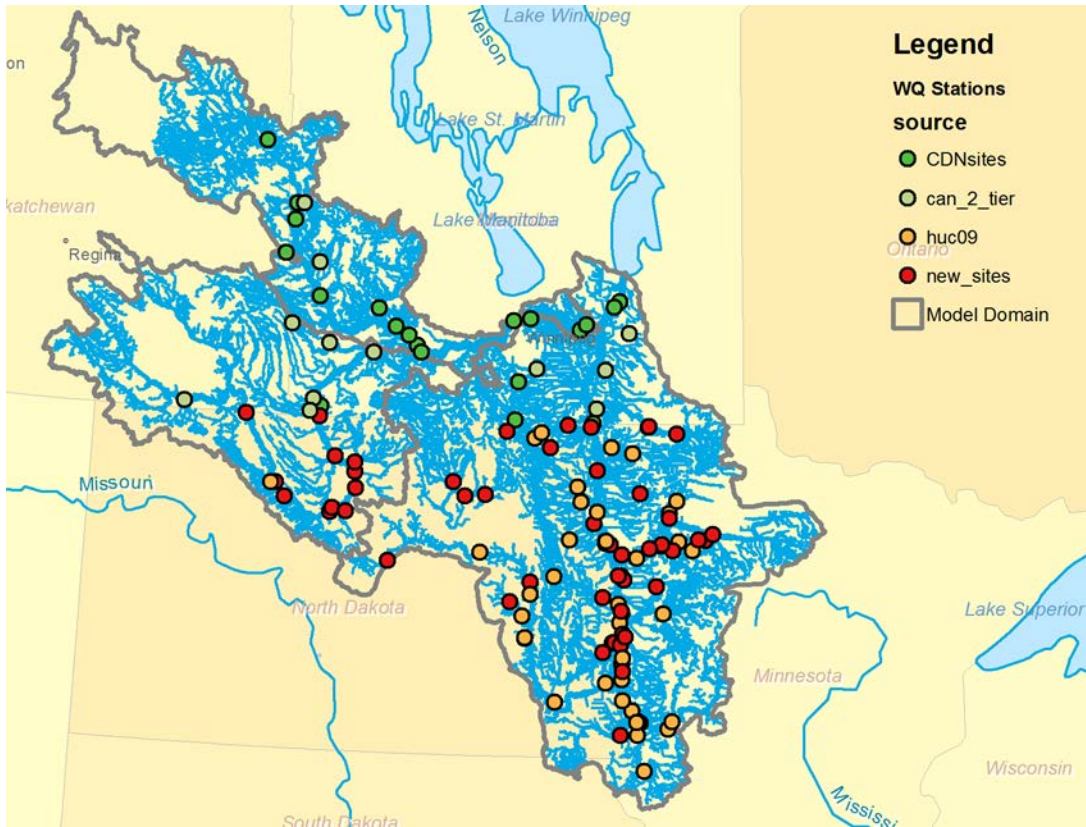 Lake Winnipeg
Nelson
on
Lake St. Martin
katchewan
Lake Manitoba
Regina
Missouri
North Dakota
Minnesota
Lake Superior
Wisconsin
South Dakota
Mississi
Legend
WQ Stations
source
CDNsites
can_2_tier
huc09
new_sites
Model Domain
Ontario